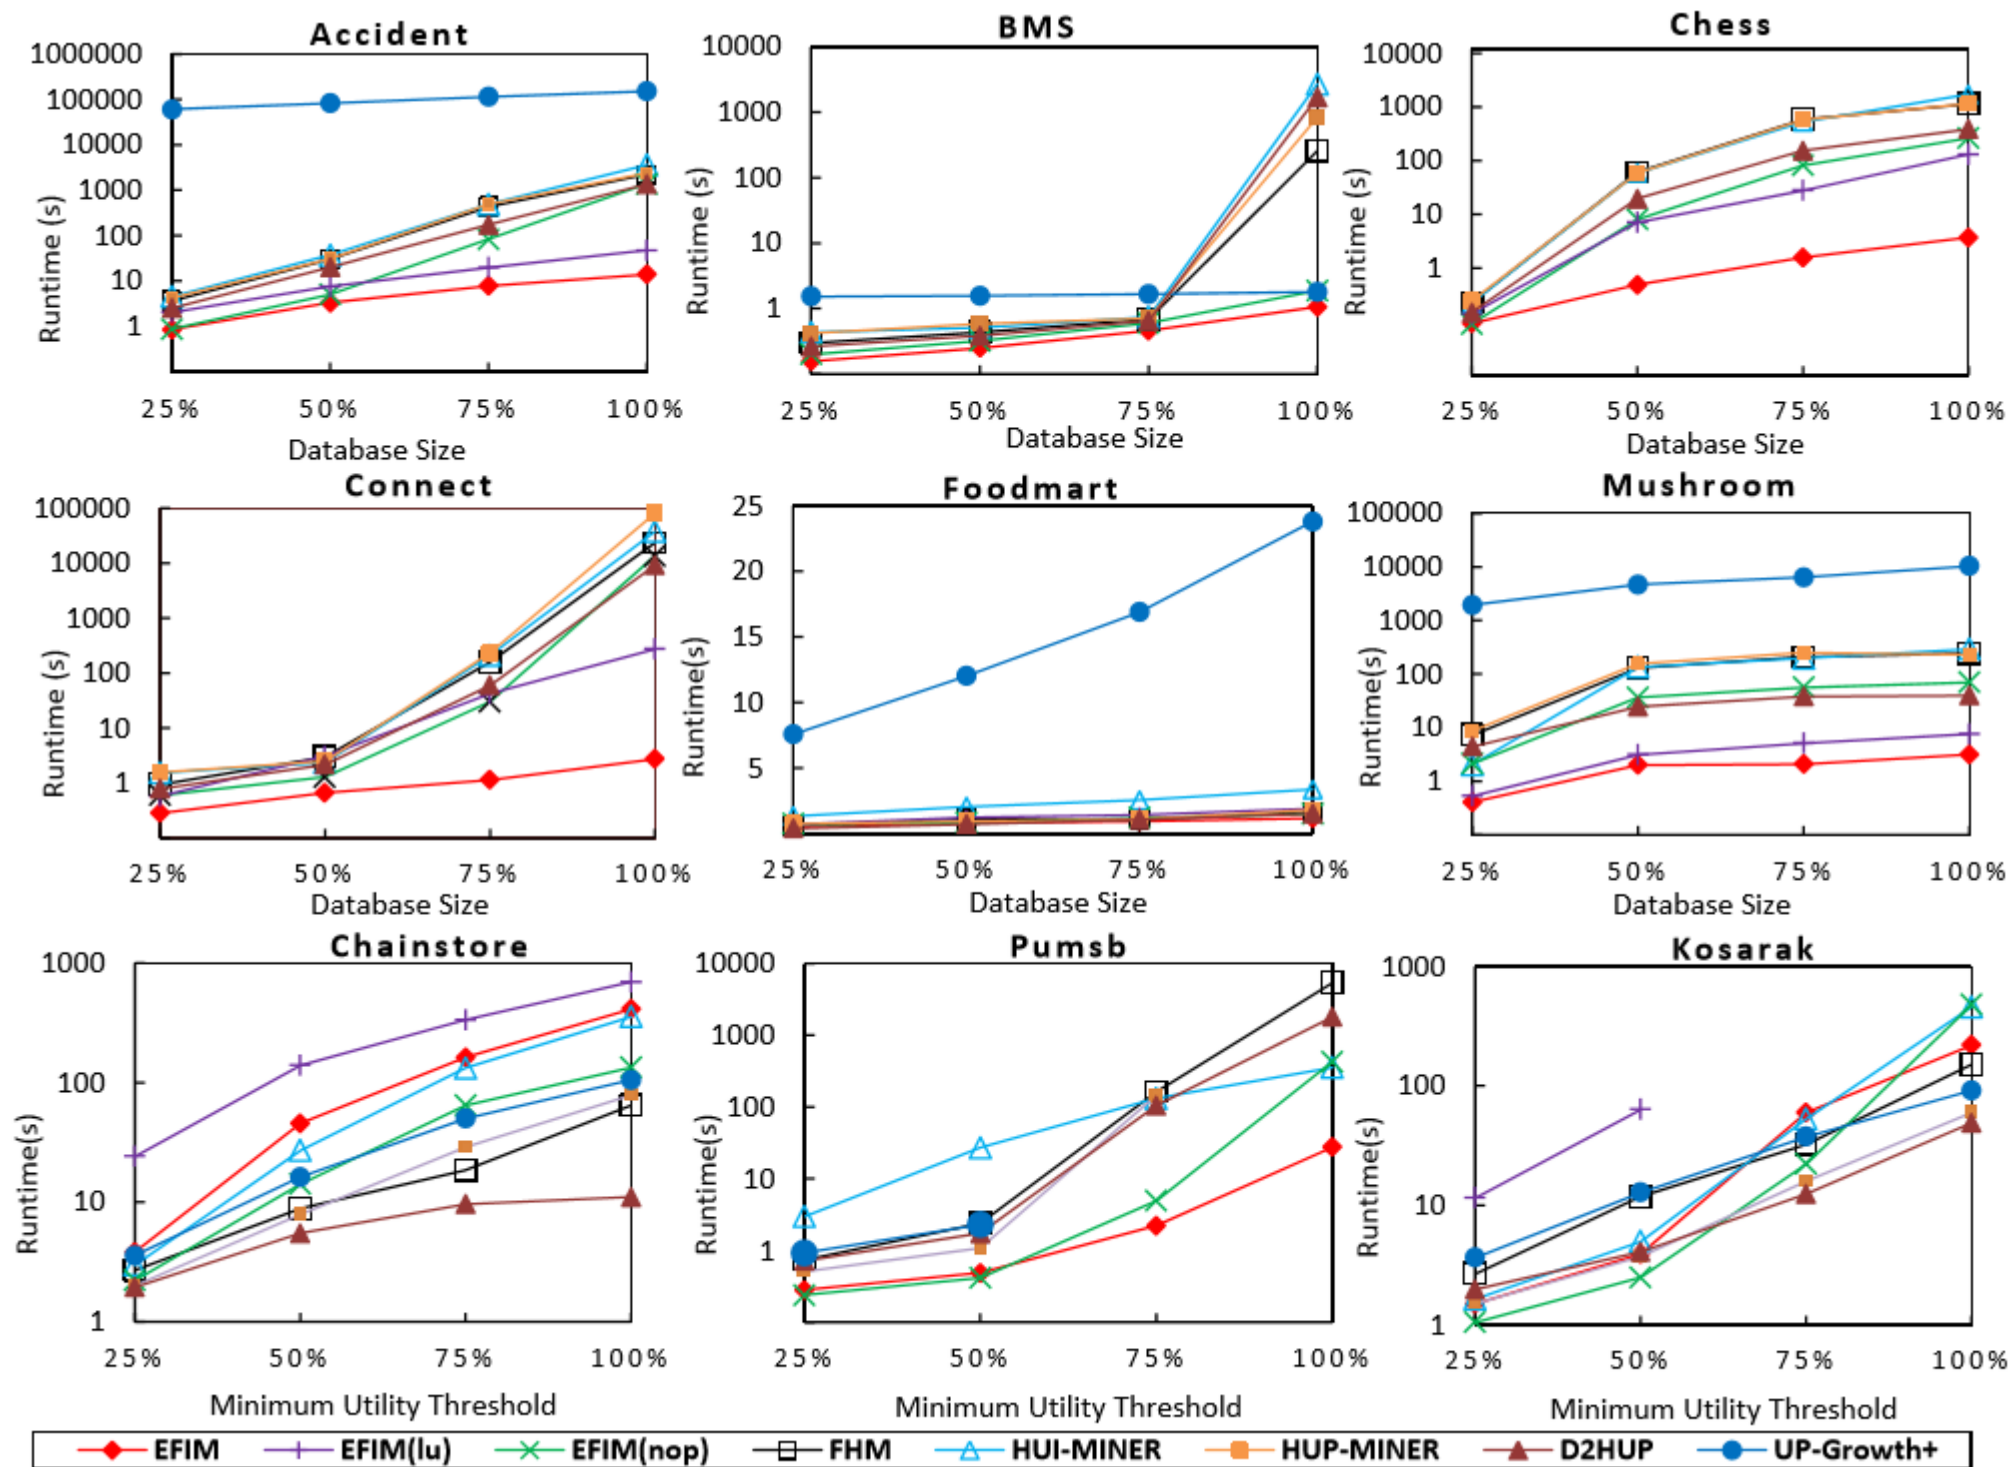 Accident
1000000
100000
10000
1000
100
10
1
Runtime (s)
25% 50% 75% 100%
Database Size
BMS
10000
1000
100
10
1
Runtime (s)
25% 50% 75% 100%
Database Size
Chess
10000
1000
100
10
1
Runtime (s)
25% 50% 75% 100%
Database Size
Connect
100000
10000
1000
100
10
1
Runtime (s)
25% 50% 75% 100%
Database Size
Foodmart
25
20
15
10
5
Runtime(s)
25% 50% 75% 100%
Database Size
Mushroom
100000
10000
1000
100
10
1
Runtime(s)
25% 50% 75% 100%
Database Size
Chainstore
1000
100
10
1
Runtime(s)
25% 50% 75% 100%
Minimum Utility Threshold
Pumsb
10000
1000
100
10
1
Runtime(s)
25% 50% 75% 100%
Minimum Utility Threshold
Kosarak
1000
100
10
1
Runtime(s)
25% 50% 75% 100%
Minimum Utility Threshold
EFIM EFIM(lu) EFIM(nop) FHM HUI-MINER HUP-MINER D2HUP UP-Growth+